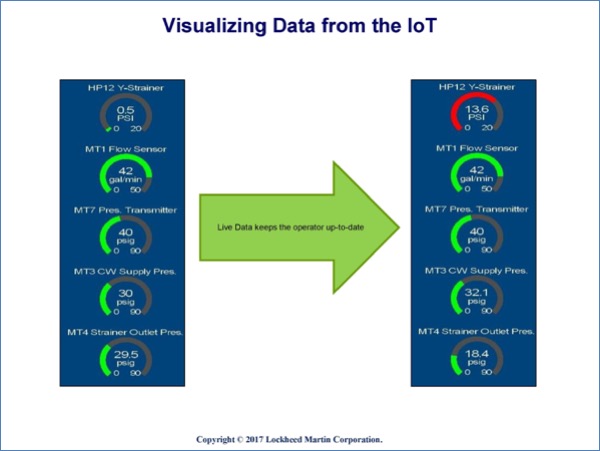 Visualizing Data from the IoT
HP12 Y-Strainer
0.5
PSI
0 20
MT1 Flow Sensor
42
gal/min
0 50
MT7 Pres. Transmitter
40
psig
0 90
MT3 CW Supply Pres.
30
psig
0 90
MT4 Strainer Outlet Pres.
29.5
psig
0 90
Live Data keeps the operator up-to-date
HP12 Y-Strainer
13.6
PSI
0 20
MT1 Flow Sensor
42
gal/min
0 50
MT7 Pres. Transmitter
40
psig
0 90
MT3 CW Supply Pres.
32.1
psig
0 90
MT4 Strainer Outlet Pres.
18.4
psig
0 90
Copyright © 2017 Lockheed Martin Corporation.